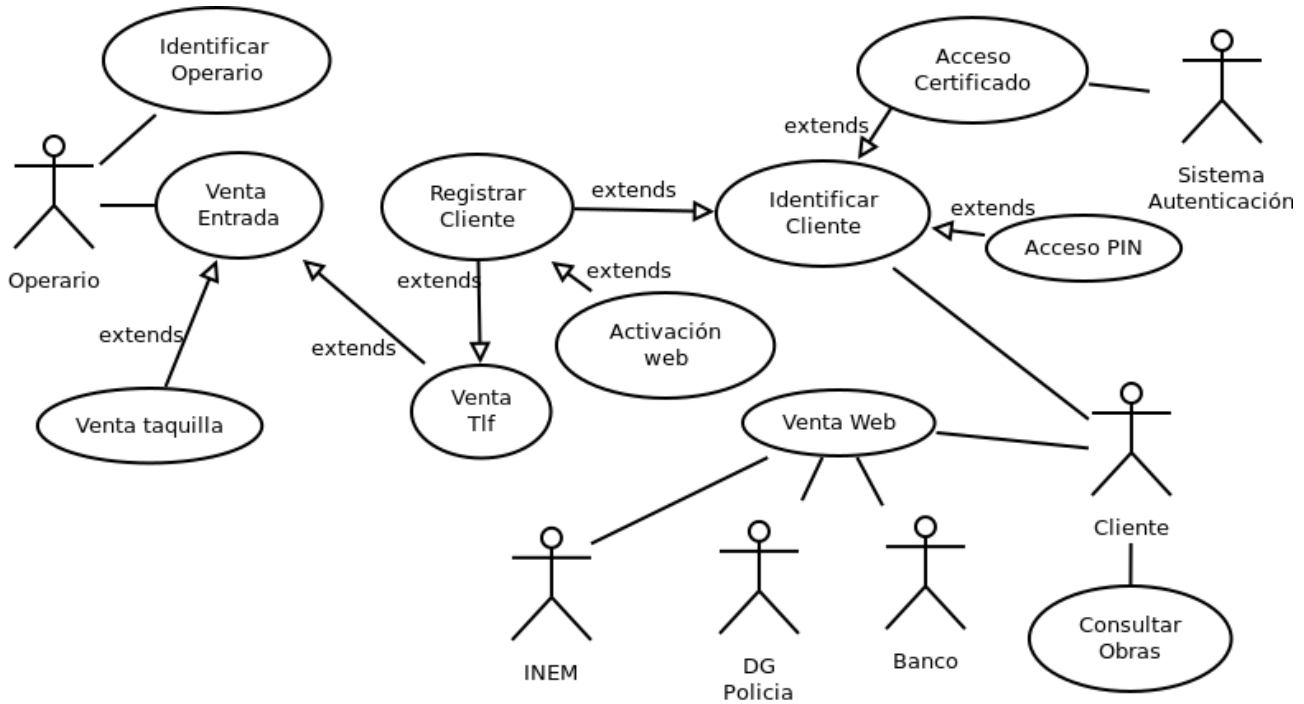 Identificar
Operario
Acceso
Certificado
extends
Sistema
Autenticación
Venta
Entrada
Registrar
Cliente
extends
Identificar
Cliente
extends
Acceso PIN
Operario
extends
extends
extends
extends
Activación
web
Venta taquilla
Venta
Tlf
Venta Web
Cliente
INEM
DG
Policia
Banco
Consultar
Obras